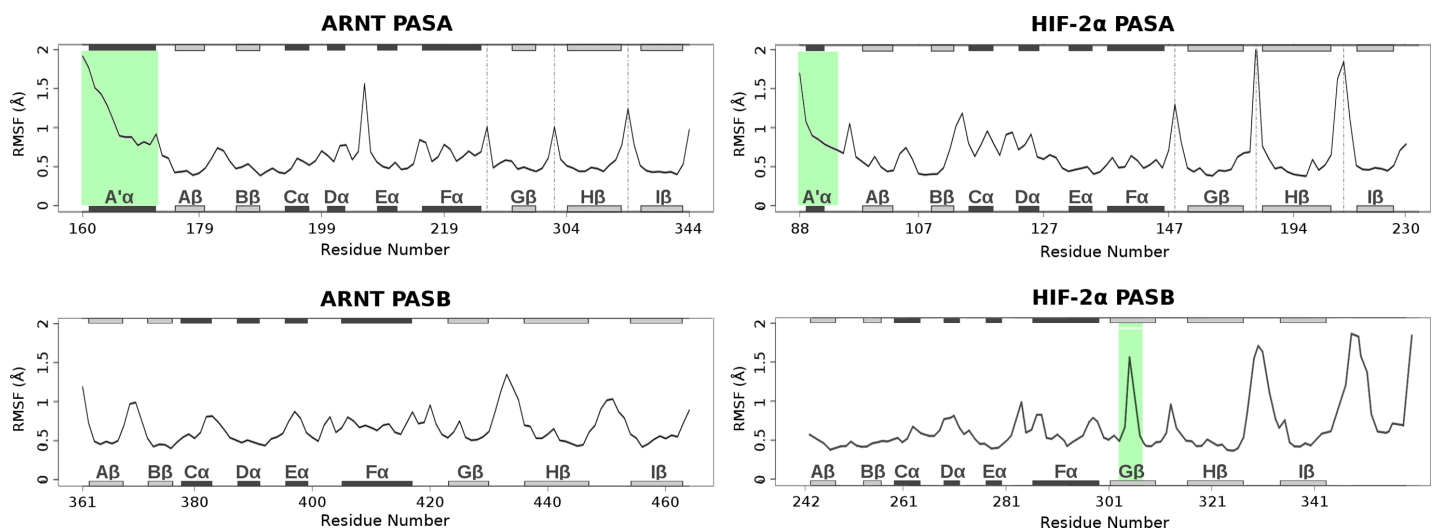 ARNT PASA
RMSF (Å)
2
1.5
1
0.5
0
A'α Aβ Bβ Cα Dα Eα Fα Gβ Hβ Iβ
160 179 199 219 304 344
Residue Number
HIF-2α PASA
RMSF (Å)
2
1.5
1
0.5
0
A'α Aβ Bβ Cα Dα Eα Fα Gβ Hβ Iβ
88 107 127 147 194 230
Residue Number
ARNT PASB
RMSF (Å)
2
1.5
1
0.5
0
Aβ Bβ Cα Dα Eα Fα Gβ Hβ Iβ
361 380 400 420 440 460
Residue Number
HIF-2α PASB
RMSF (Å)
2
1.5
1
0.5
0
Aβ Bβ Cα Dα Eα Fα Gβ Hβ Iβ
242 261 281 301 321 341
Residue Number